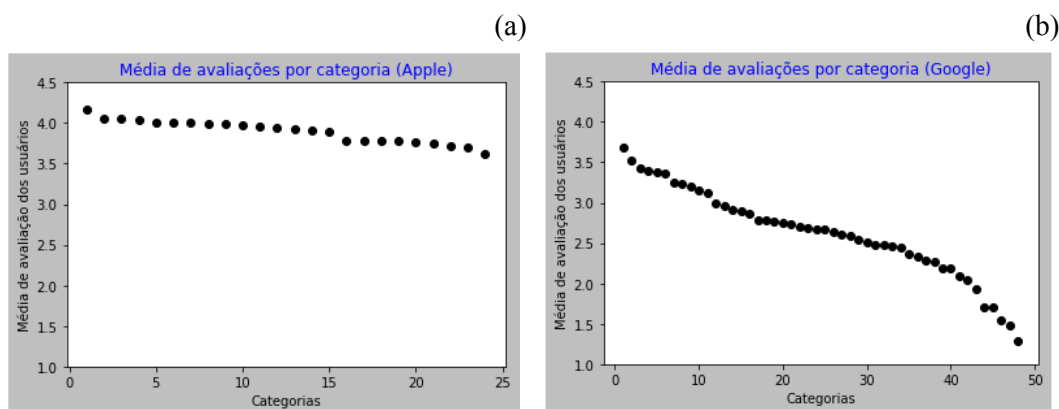 (a)
Média de avaliações por categoria (Apple)
Média de avaliação dos usuários
4.5
4.0
3.5
3.0
2.5
2.0
1.5
1.0
0 5 10 15 20 25
Categorias
(b)
Média de avaliações por categoria (Google)
Média de avaliação dos usuários
4.5
4.0
3.5
3.0
2.5
2.0
1.5
1.0
0 10 20 30 40 50
Categorias